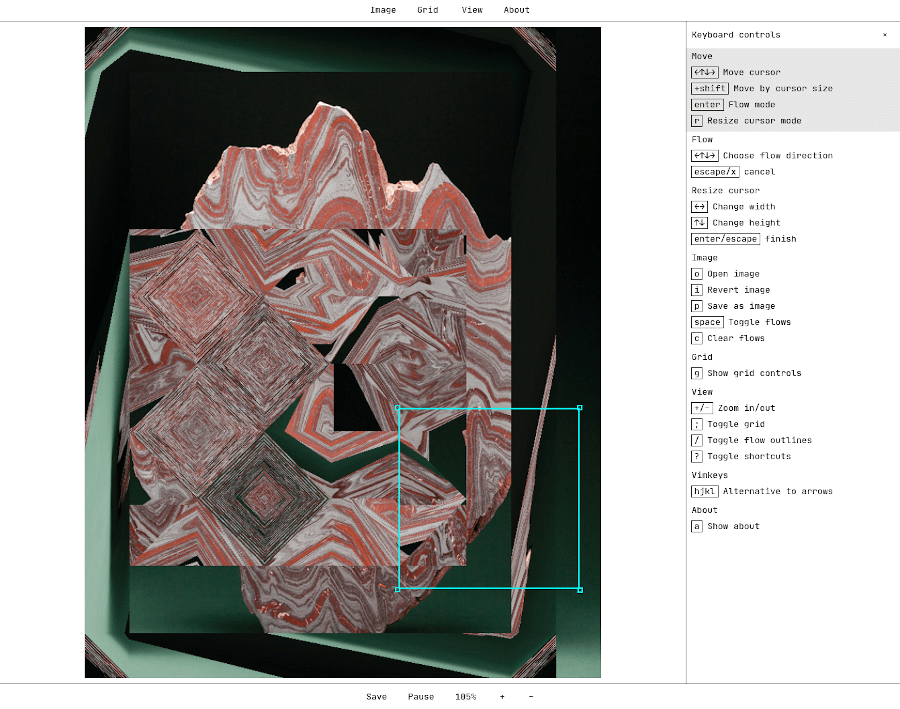 Image Grid View About
Keyboard controls ×
Move
←↑↓→ Move cursor
+shift Move by cursor size
enter Flow mode
r Resize cursor mode
Flow
←↑↓→ Choose flow direction
escape/x cancel
Resize cursor
←→ Change width
↑↓ Change height
enter/escape finish
Image
o Open image
i Revert image
p Save as image
space Toggle flows
c Clear flows
Grid
g Show grid controls
View
+/− Zoom in/out
; Toggle grid
/ Toggle flow outlines
? Toggle shortcuts
Vimkeys
hjkl Alternative to arrows
About
a Show about
Save Pause 105% + −